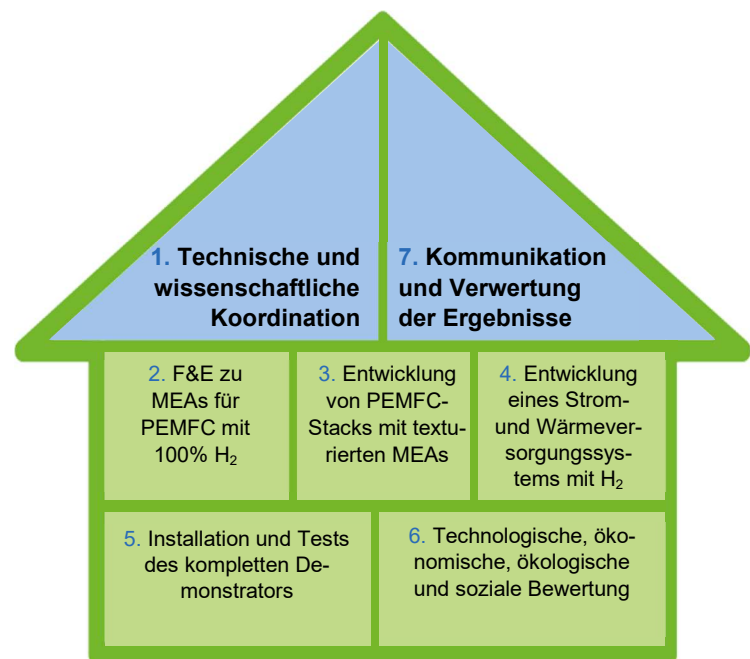 1. Technische und
wissenschaftliche
Koordination
7. Kommunikation
und Verwertung
der Ergebnisse
2. F&E zu
MEAs für
PEMFC mit
100% H₂
3. Entwicklung
von PEMFC-
Stacks mit textu-
rierten MEAs
4. Entwicklung
eines Strom-
und Wärmever-
sorgungssys-
tems mit H₂
5. Installation und Tests
des kompletten De-
monstrators
6. Technologische, öko-
nomische, ökologische
und soziale Bewertung